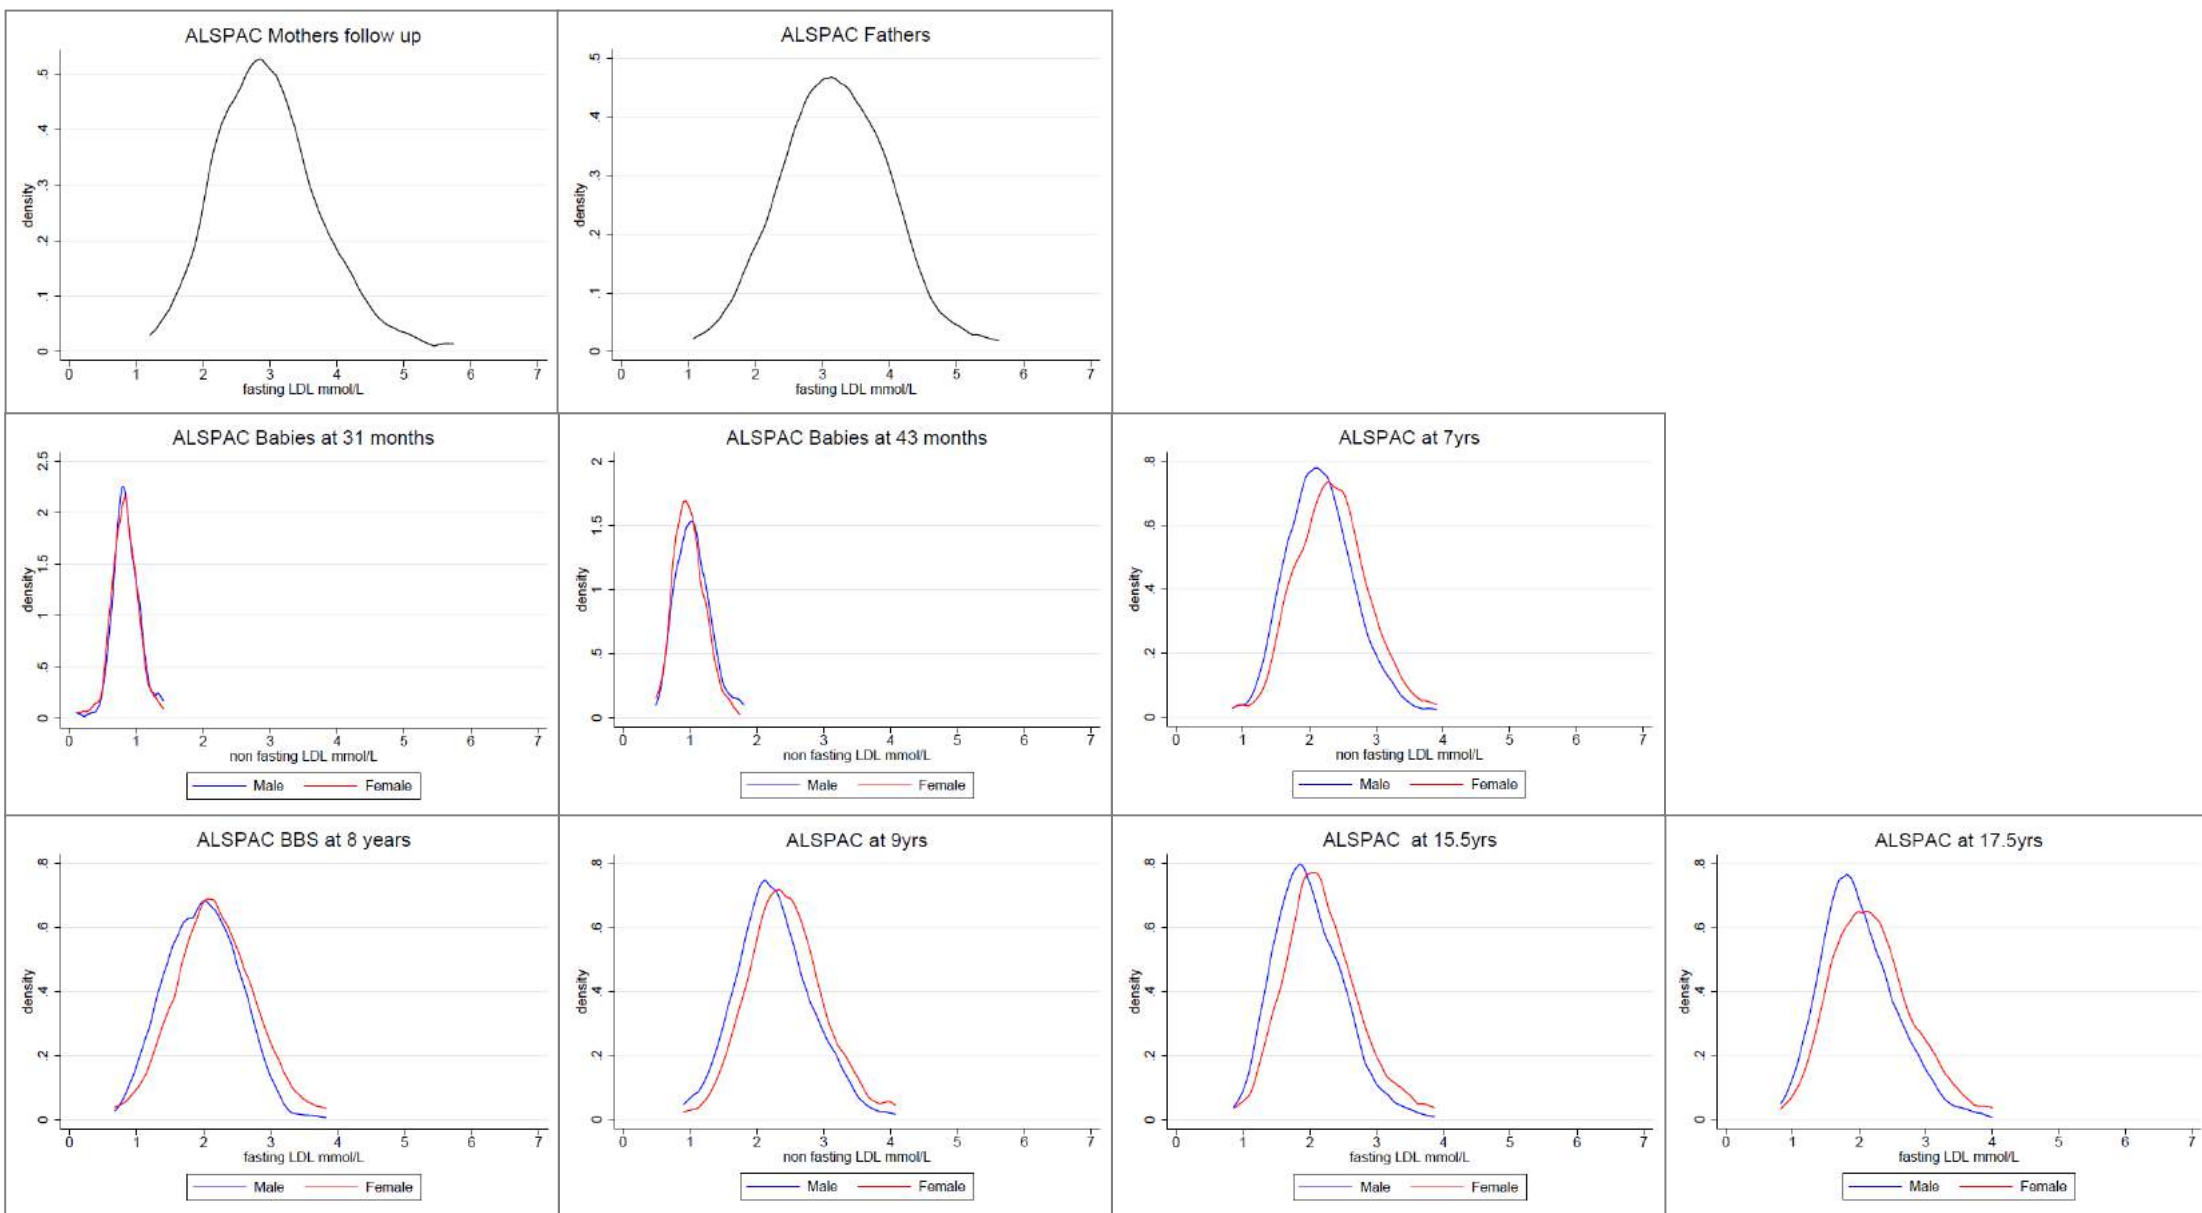 ALSPAC Mothers follow up
density
0 .1 .2 .3 .4 .5
0 1 2 3 4 5 6 7
fasting LDL mmol/L
ALSPAC Fathers
density
0 .1 .2 .3 .4 .5
0 1 2 3 4 5 6 7
fasting LDL mmol/L
ALSPAC Babies at 31 months
density
0 .5 1 1.5 2 2.5
0 1 2 3 4 5 6 7
non fasting LDL mmol/L
Male Female
ALSPAC Babies at 43 months
density
0 .5 1 1.5 2
0 1 2 3 4 5 6 7
non fasting LDL mmol/L
Male Female
ALSPAC at 7yrs
density
0 .2 .4 .6 .8
0 1 2 3 4 5 6 7
non fasting LDL mmol/L
Male Female
ALSPAC BBS at 8 years
density
0 .2 .4 .6 .8
0 1 2 3 4 5 6 7
fasting LDL mmol/L
Male Female
ALSPAC at 9yrs
density
0 .2 .4 .6 .8
0 1 2 3 4 5 6 7
non fasting LDL mmol/L
Male Female
ALSPAC at 15.5yrs
density
0 .2 .4 .6 .8
0 1 2 3 4 5 6 7
fasting LDL mmol/L
Male Female
ALSPAC at 17.5yrs
density
0 .2 .4 .6 .8
0 1 2 3 4 5 6 7
fasting LDL mmol/L
Male Female